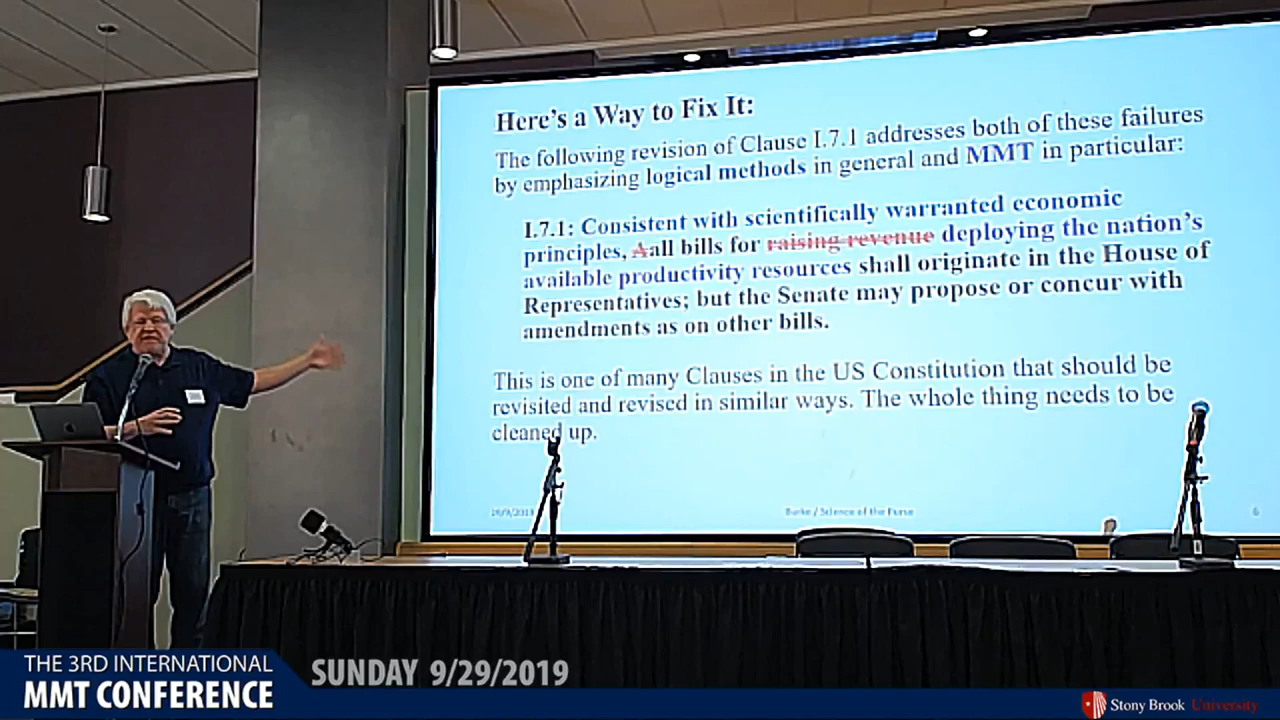 Here's a Way to Fix It:
The following revision of Clause I.7.1 addresses both of these failures
by emphasizing logical methods in general and MMT in particular:
I.7.1: Consistent with scientifically warranted economic
principles, Aall bills for raising revenue deploying the nation's
available productivity resources shall originate in the House of
Representatives; but the Senate may propose or concur with
amendments as on other bills.
This is one of many Clauses in the US Constitution that should be
revisited and revised in similar ways. The whole thing needs to be
cleaned up.
Burke / Science of the Purse
6
THE 3RD INTERNATIONAL
MMT CONFERENCE
SUNDAY 9/29/2019
Stony Brook University